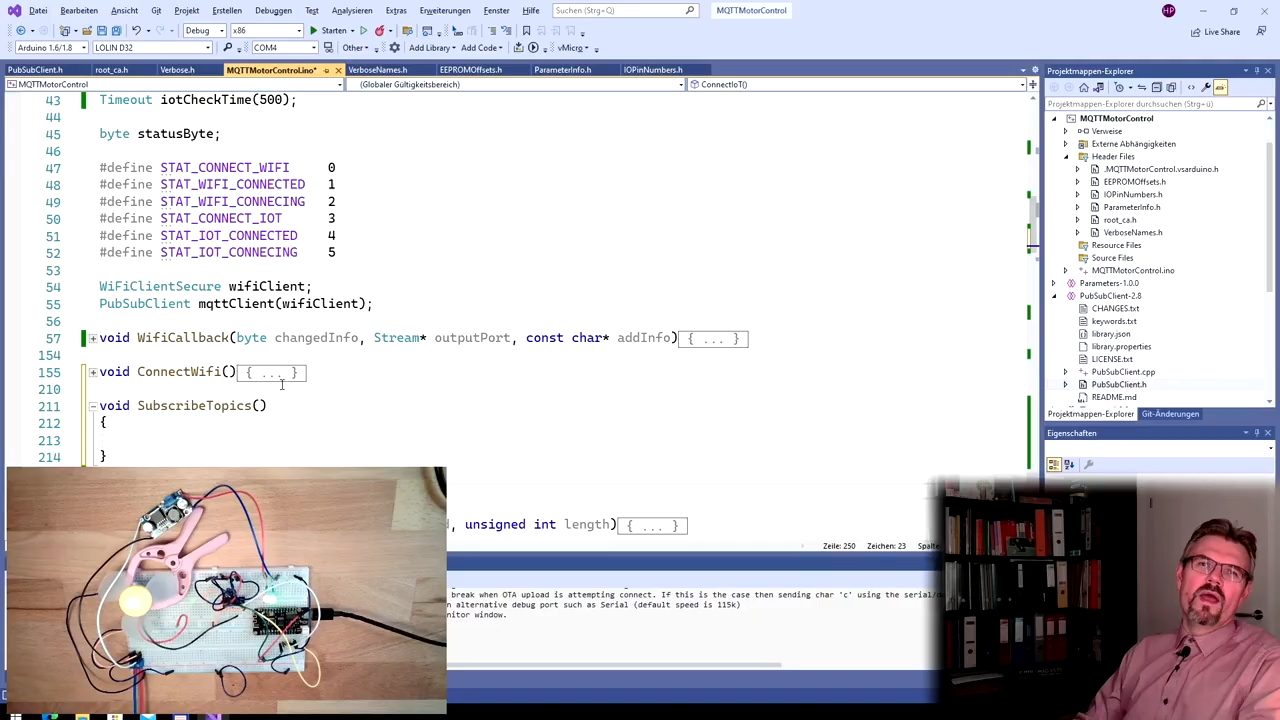 Datei Bearbeiten Ansicht Git Projekt Erstellen Debuggen Test Analysieren Extras Erweiterungen Fenster Hilfe Suchen (Strg+Q) MQTTMotorControl HP
Debug x86 Starten Live Share
Arduino 1.6/1.8 LOLIN D32 COM4 Other Add Library Add Code vMicro
PubSubClient.h root_ca.h Verbose.h MQTTMotorControl.ino* VerboseNames.h EEPROMOffsets.h ParameterInfo.h IOPinNumbers.h
MQTTMotorControl (Globaler Gültigkeitsbereich) ConnectIoT()
43 Timeout iotCheckTime(500);
44
45 byte statusByte;
46
47 #define STAT_CONNECT_WIFI 0
48 #define STAT_WIFI_CONNECTED 1
49 #define STAT_WIFI_CONNECING 2
50 #define STAT_CONNECT_IOT 3
51 #define STAT_IOT_CONNECTED 4
52 #define STAT_IOT_CONNECING 5
53
54 WiFiClientSecure wifiClient;
55 PubSubClient mqttClient(wifiClient);
56
57 void WifiCallback(byte changedInfo, Stream* outputPort, const char* addInfo){ ... }
154
155 void ConnectWifi(){ ... }
210
211 void SubscribeTopics()
212 {
213
214 }
, unsigned int length){ ... }
Zeile: 250 Zeichen: 23 Spalte
break when OTA upload is attempting connect. If this is the case then sending char 'c' using the serial/
n alternative debug port such as Serial (default speed is 115k)
nitor window.
Projektmappen-Explorer
Projektmappen-Explorer durchsuchen (Strg+ü)
MQTTMotorControl
Verweise
Externe Abhängigkeiten
Header Files
.MQTTMotorControl.vsarduino.h
EEPROMOffsets.h
IOPinNumbers.h
ParameterInfo.h
root_ca.h
VerboseNames.h
Resource Files
Source Files
MQTTMotorControl.ino
Parameters-1.0.0
PubSubClient-2.8
CHANGES.txt
keywords.txt
library.json
library.properties
LICENSE.txt
PubSubClient.cpp
PubSubClient.h
README.md
Projektmappen-Explorer Git-Änderungen
Eigenschaften